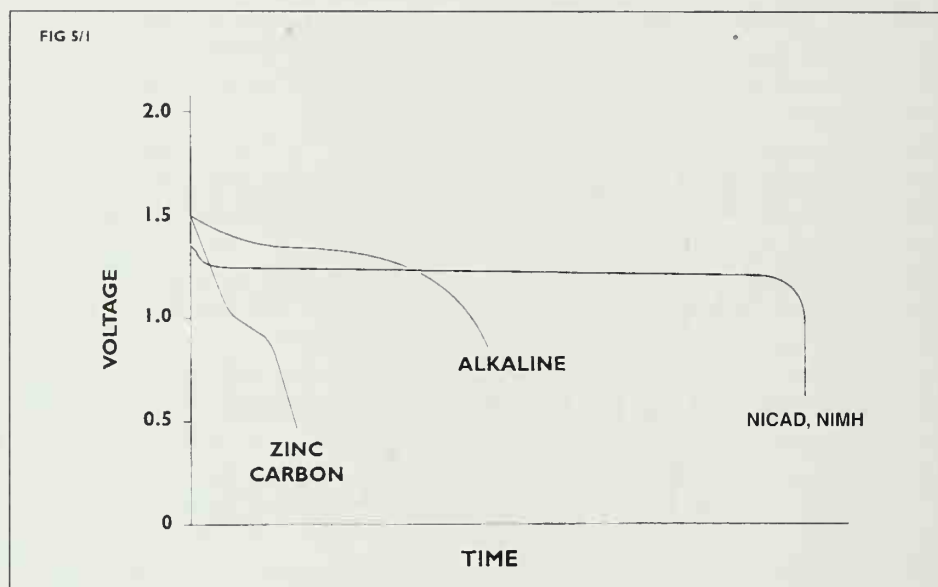 FIG 5/1
2.0
1.5
1.0
0.5
0
VOLTAGE
ALKALINE
NICAD, NIMH
ZINC
CARBON
TIME